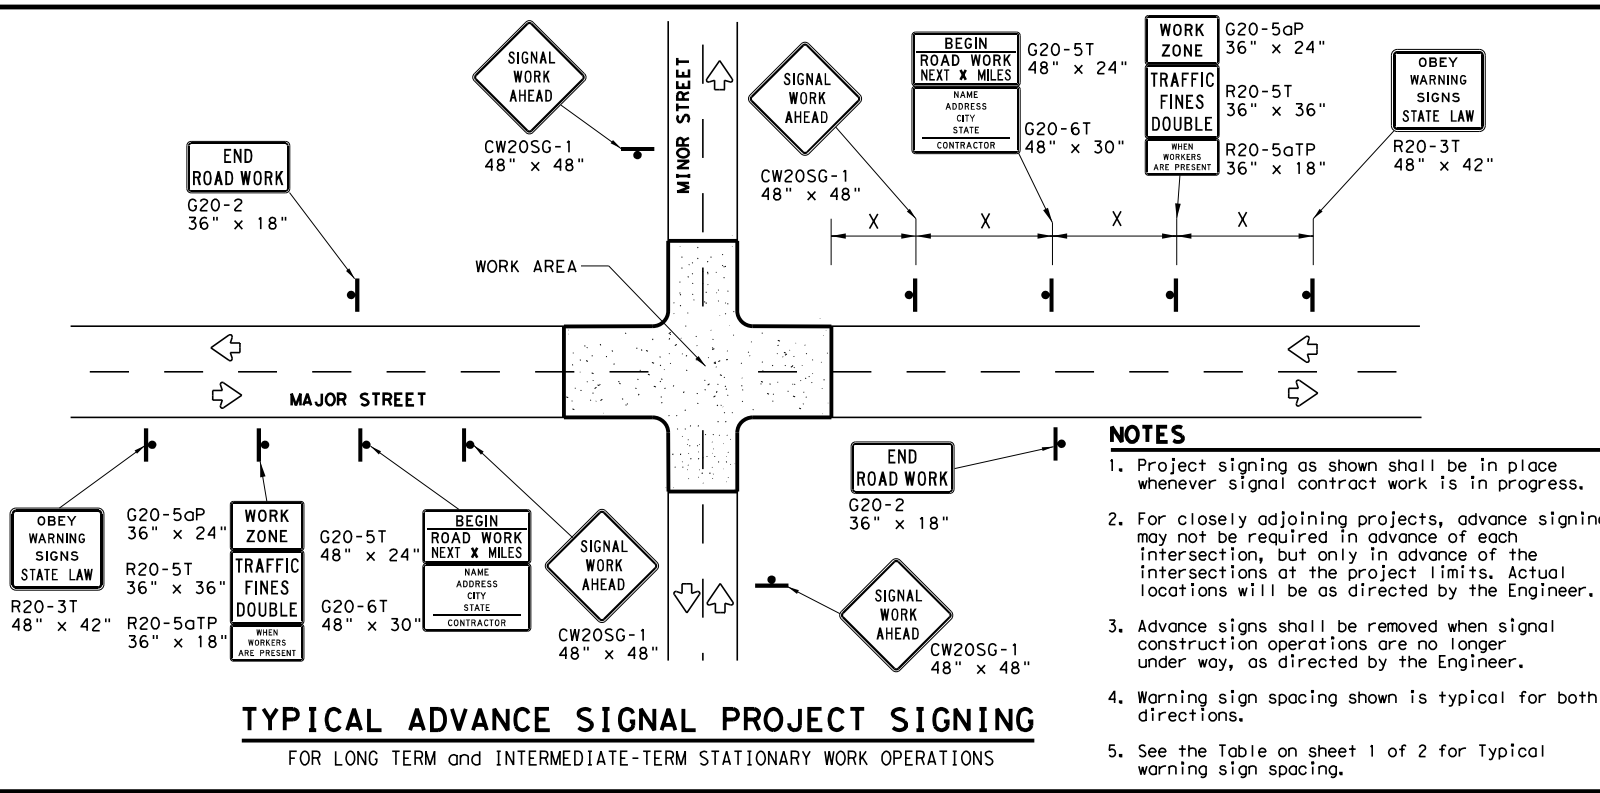 SIGNAL
WORK
AHEAD
CW20SG-1
48" x 48"
END
ROAD WORK
G20-2
36" x 18"
MINOR STREET
SIGNAL
WORK
AHEAD
CW20SG-1
48" x 48"
BEGIN
ROAD WORK
NEXT X MILES
NAME
ADDRESS
CITY
STATE
CONTRACTOR
G20-5T
48" x 24"
G20-6T
48" x 30"
WORK
ZONE
TRAFFIC
FINES
DOUBLE
WHEN
WORKERS
ARE PRESENT
G20-5aP
36" x 24"
R20-5T
36" x 36"
R20-5aTP
36" x 18"
OBEY
WARNING
SIGNS
STATE LAW
R20-3T
48" x 42"
X X X X
WORK AREA
MAJOR STREET
OBEY
WARNING
SIGNS
STATE LAW
R20-3T
48" x 42"
G20-5aP
36" x 24"
R20-5T
36" x 36"
R20-5aTP
36" x 18"
WORK
ZONE
TRAFFIC
FINES
DOUBLE
WHEN
WORKERS
ARE PRESENT
G20-5T
48" x 24"
G20-6T
48" x 30"
BEGIN
ROAD WORK
NEXT X MILES
NAME
ADDRESS
CITY
STATE
CONTRACTOR
SIGNAL
WORK
AHEAD
CW20SG-1
48" x 48"
END
ROAD WORK
G20-2
36" x 18"
SIGNAL
WORK
AHEAD
CW20SG-1
48" x 48"
TYPICAL ADVANCE SIGNAL PROJECT SIGNING
FOR LONG TERM and INTERMEDIATE-TERM STATIONARY WORK OPERATIONS
NOTES
1. Project signing as shown shall be in place
whenever signal contract work is in progress.
2. For closely adjoining projects, advance signing
may not be required in advance of each
intersection, but only in advance of the
intersections at the project limits. Actual
locations will be as directed by the Engineer.
3. Advance signs shall be removed when signal
construction operations are no longer
under way, as directed by the Engineer.
4. Warning sign spacing shown is typical for both
directions.
5. See the Table on sheet 1 of 2 for Typical
warning sign spacing.